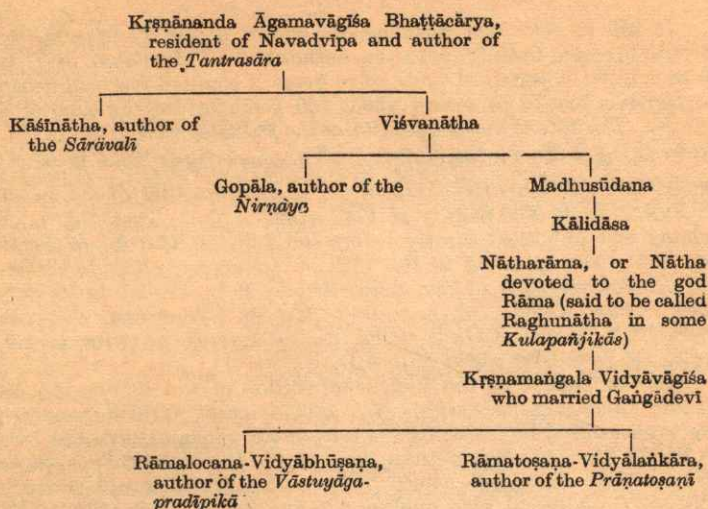 Kṛṣṇānanda Āgamavāgīśa Bhaṭṭācārya,
resident of Navadvīpa and author of
the Tantrasāra
Kāśīnātha, author of
the Sārāvalī
Viśvanātha
Gopāla, author of the
Nirṇaya
Madhusūdana
Kālidāsa
Nātharāma, or Nātha
devoted to the god
Rāma (said to be called
Raghunātha in some
Kulapañjikās)
Kṛṣṇamaṅgala Vidyāvāgīśa
who married Gaṅgādevī
Rāmalocana-Vidyābhūṣaṇa,
author of the Vāstuyāga-
pradīpikā
Rāmatoṣaṇa-Vidyālaṅkāra,
author of the Prāṇatoṣaṇī